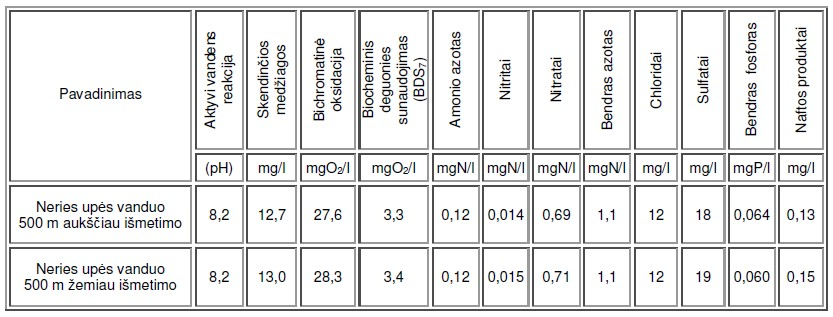 Pavadinimas
Aktyvi vandens
reakcija
Skendinčios
medžiagos
Bichromatinė
oksidacija
Biocheminis
deguonies
sunaudojimas
(BDS₇)
Amonio azotas
Nitritai
Nitratai
Bendras azotas
Chloridai
Sulfatai
Bendras fosforas
Naftos produktai
(pH) mg/l mgO₂/l mgO₂/l mgN/l mgN/l mgN/l mgN/l mg/l mg/l mgP/l mg/l
Neries upės vanduo
500 m aukščiau išmetimo
8,2 12,7 27,6 3,3 0,12 0,014 0,69 1,1 12 18 0,064 0,13
Neries upės vanduo
500 m žemiau išmetimo
8,2 13,0 28,3 3,4 0,12 0,015 0,71 1,1 12 19 0,060 0,15